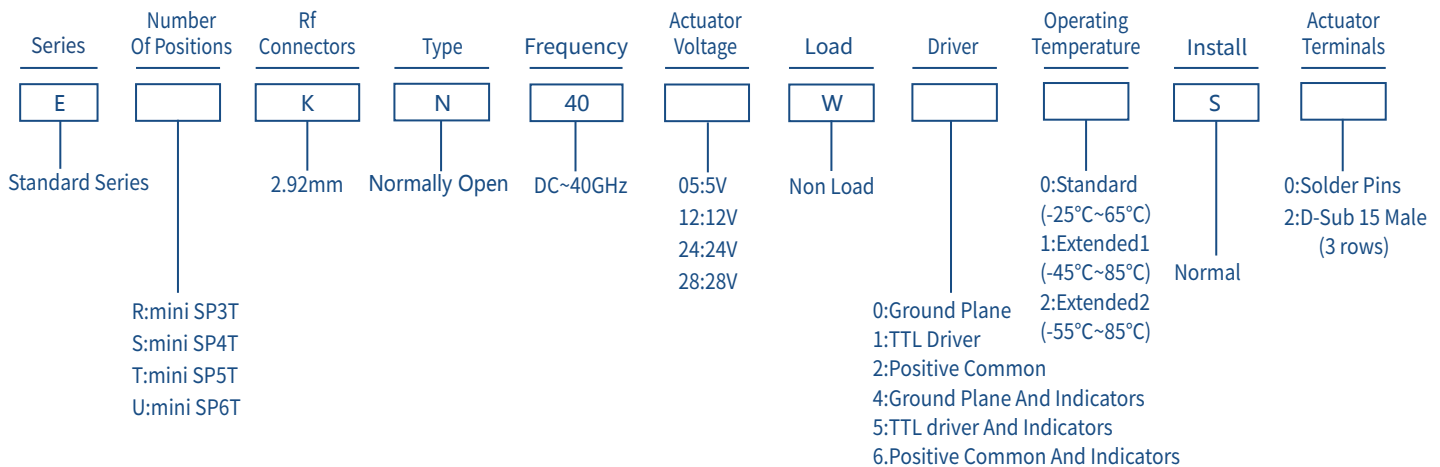 Series
Number
Of Positions
Rf
Connectors
Type
Frequency
Actuator
Voltage
Load
Driver
Operating
Temperature
Install
Actuator
Terminals
E
K
N
40
W
S
Standard Series
2.92mm
Normally Open
DC~40GHz
05:5V
12:12V
24:24V
28:28V
Non Load
0:Standard
(-25°C~65°C)
1:Extended1
(-45°C~85°C)
2:Extended2
(-55°C~85°C)
Normal
0:Solder Pins
2:D-Sub 15 Male
(3 rows)
R:mini SP3T
S:mini SP4T
T:mini SP5T
U:mini SP6T
0:Ground Plane
1:TTL Driver
2:Positive Common
4:Ground Plane And Indicators
5:TTL driver And Indicators
6.Positive Common And Indicators